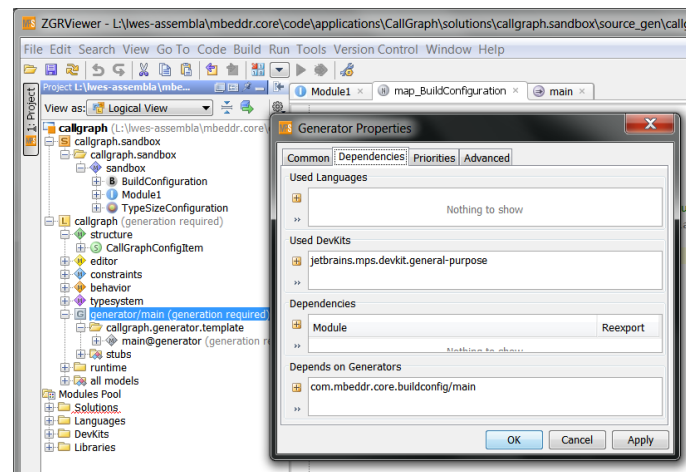 ZGRViewer - L:\lwes-assembla\mbeddr.core\code\applications\CallGraph\solutions\callgraph.sandbox\source_gen\callg
File Edit Search View Go To Code Build Run Tools Version Control Window Help
1: Project
Project L:\lwes-assembla\mbe...
Module1
map_BuildConfiguration
main
View as: Logical View
callgraph (L:\lwes-assembla\mbeddr.core\
callgraph.sandbox
callgraph.sandbox
sandbox
BuildConfiguration
Module1
TypeSizeConfiguration
callgraph (generation required)
structure
CallGraphConfigItem
editor
constraints
behavior
typesystem
generator/main (generation required)
callgraph.generator.template
main@generator (generation r
stubs
runtime
all models
Modules Pool
Solutions
Languages
DevKits
Libraries
Generator Properties
Common Dependencies Priorities Advanced
Used Languages
Nothing to show
Used DevKits
jetbrains.mps.devkit.general-purpose
Dependencies
Module Reexport
Nothing to show
Depends on Generators
com.mbeddr.core.buildconfig/main
OK Cancel Apply